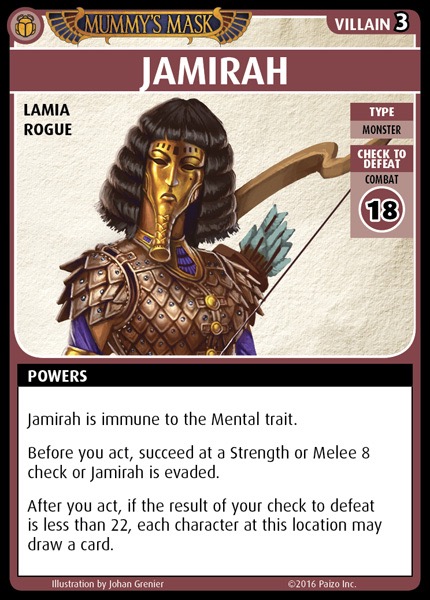 MUMMY'S MASK
VILLAIN 3
JAMIRAH
LAMIA
ROGUE
TYPE
MONSTER
CHECK TO
DEFEAT
COMBAT
18
POWERS
Jamirah is immune to the Mental trait.
Before you act, succeed at a Strength or Melee 8
check or Jamirah is evaded.
After you act, if the result of your check to defeat
is less than 22, each character at this location may
draw a card.
Illustration by Johan Grenier
©2016 Paizo Inc.